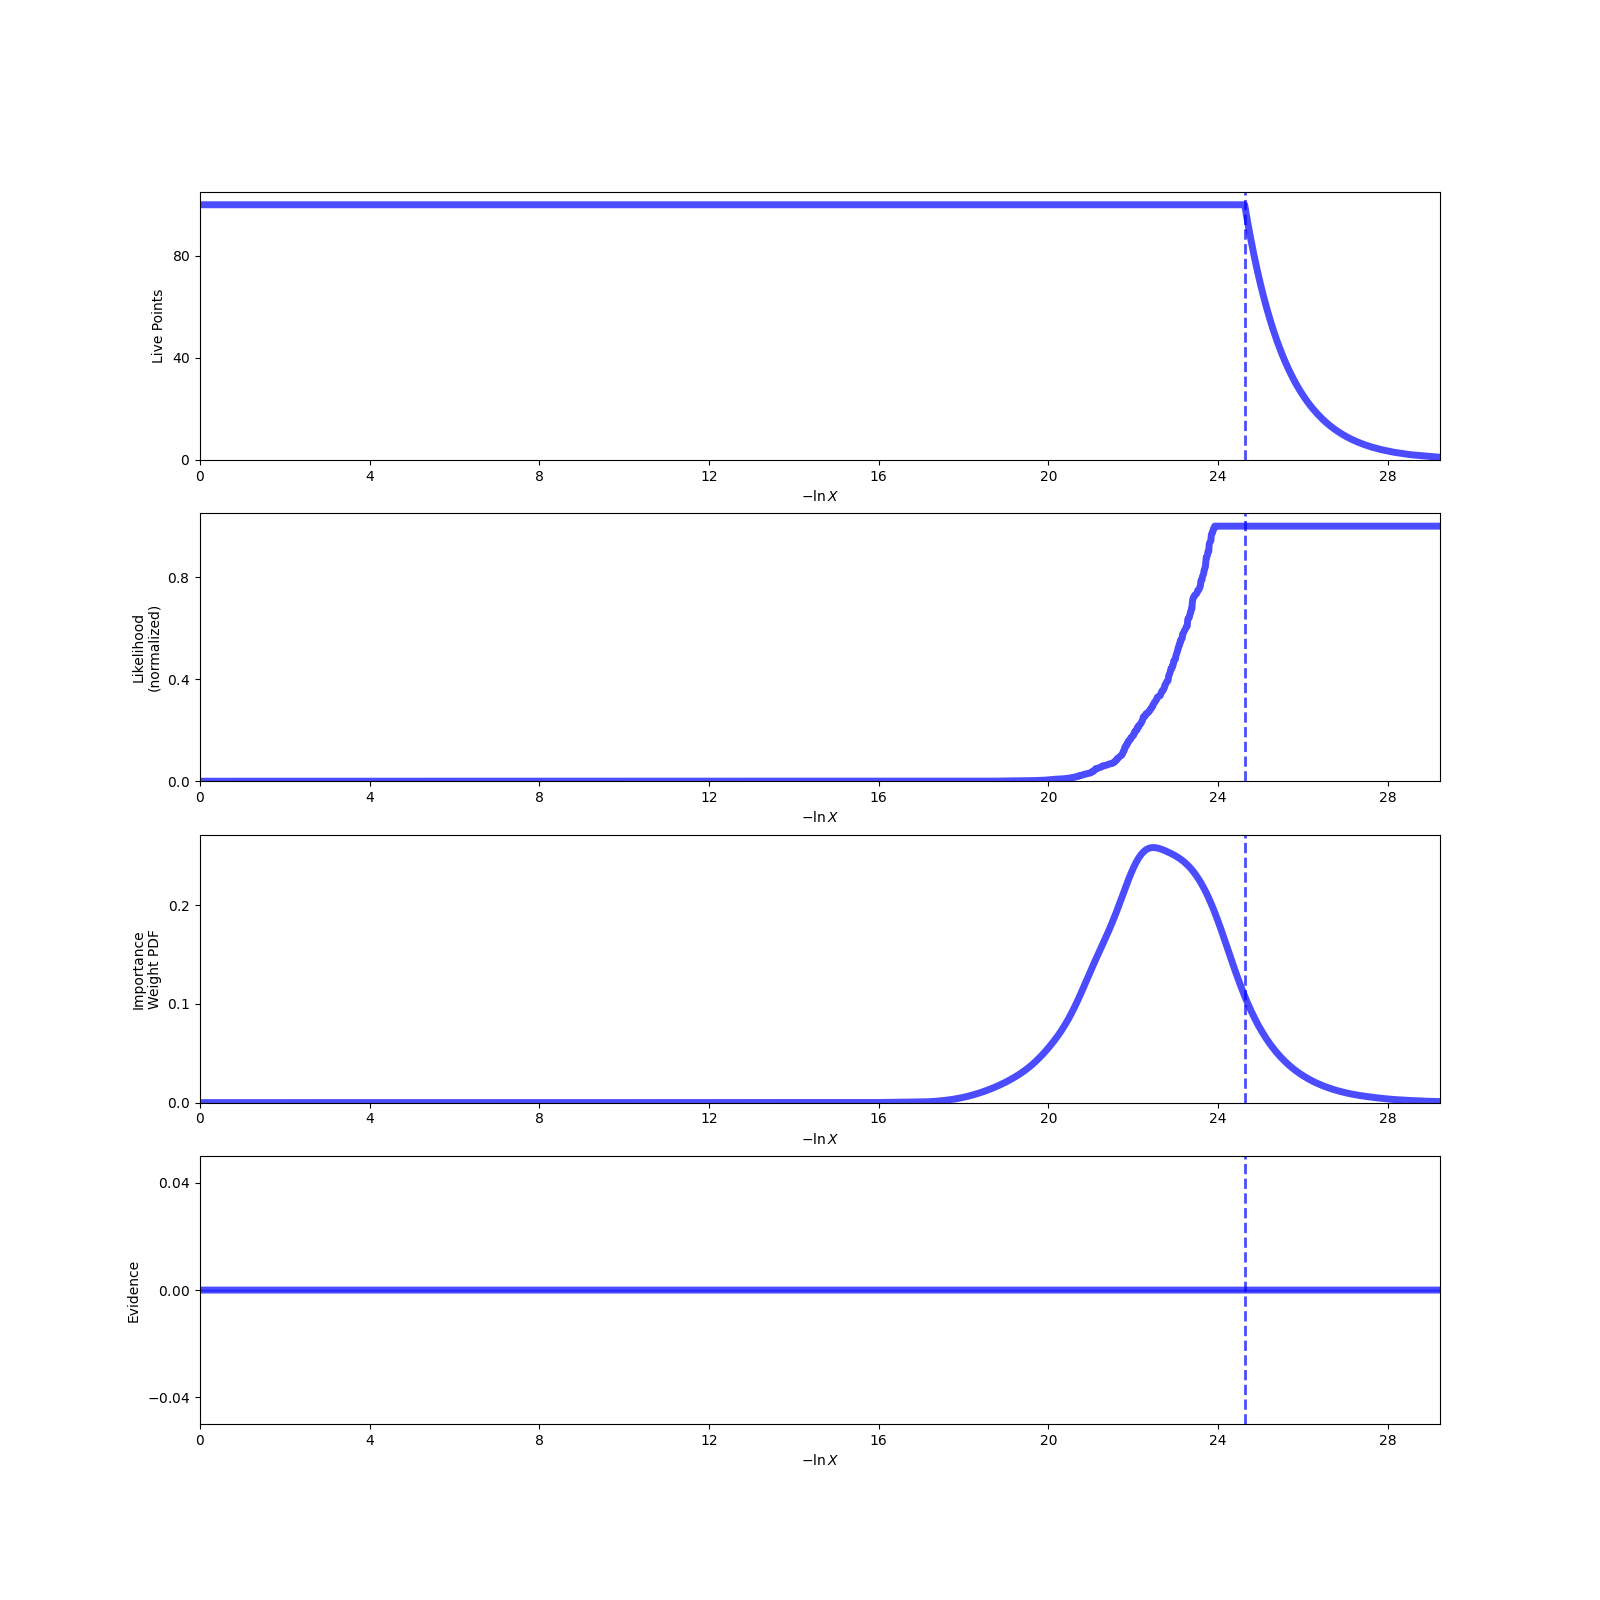 80
40
0
Live Points
0 4 8 12 16 20 24 28
−ln X
0.8
0.4
0.0
Likelihood
(normalized)
0 4 8 12 16 20 24 28
−ln X
0.2
0.1
0.0
Importance
Weight PDF
0 4 8 12 16 20 24 28
−ln X
0.04
0.00
−0.04
Evidence
0 4 8 12 16 20 24 28
−ln X